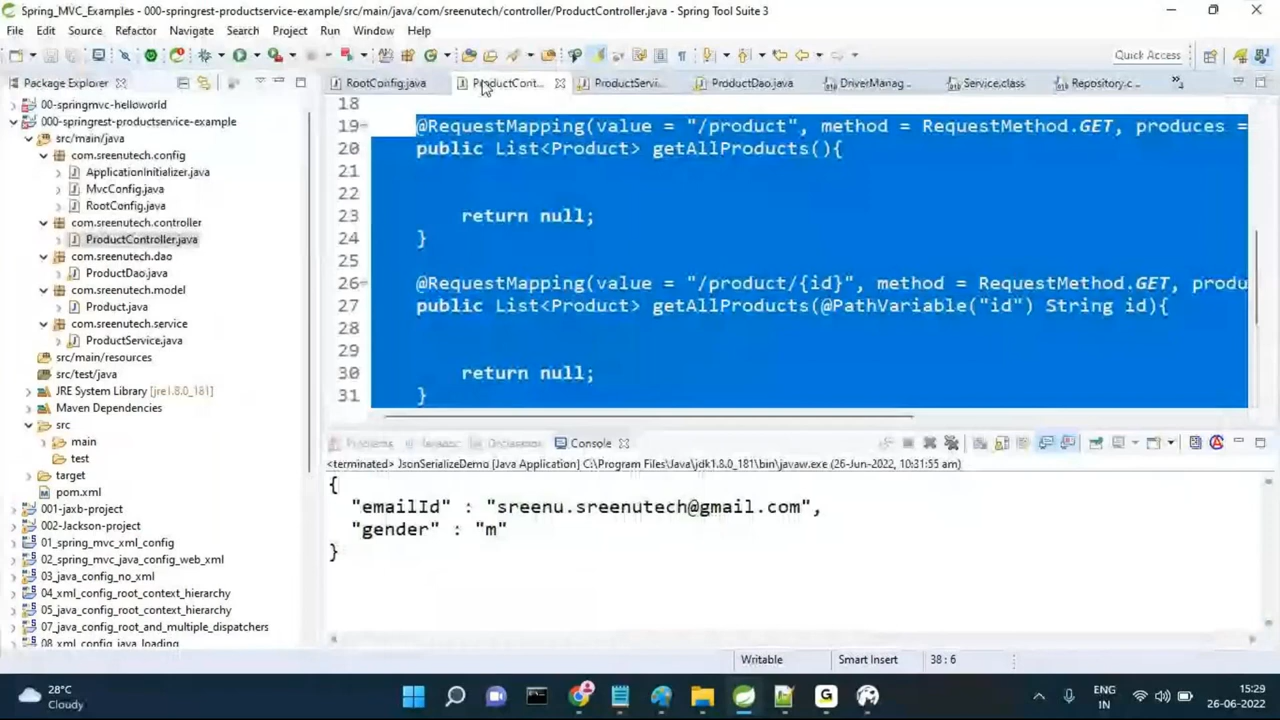 Spring_MVC_Examples - 000-springrest-productservice-example/src/main/java/com/sreenutech/controller/ProductController.java - Spring Tool Suite 3
File Edit Source Refactor Navigate Search Project Run Window Help
Quick Access
Package Explorer
RootConfig.java ProductCont... ProductServi... ProductDao.java DriverManag... Service.class Repository.c...
00-springmvc-helloworld
000-springrest-productservice-example
src/main/java
com.sreenutech.config
ApplicationInitializer.java
MvcConfig.java
RootConfig.java
com.sreenutech.controller
ProductController.java
com.sreenutech.dao
ProductDao.java
com.sreenutech.model
Product.java
com.sreenutech.service
ProductService.java
src/main/resources
src/test/java
JRE System Library [jre1.8.0_181]
Maven Dependencies
src
main
test
target
pom.xml
001-jaxb-project
002-Jackson-project
01_spring_mvc_xml_config
02_spring_mvc_java_config_web_xml
03_java_config_no_xml
04_xml_config_root_context_hierarchy
05_java_config_root_context_hierarchy
07_java_config_root_and_multiple_dispatchers
08_xml_config_java_loading
18
19 @RequestMapping(value = "/product", method = RequestMethod.GET, produces =
20 public List<Product> getAllProducts(){
21
22
23 return null;
24 }
25
26 @RequestMapping(value = "/product/{id}", method = RequestMethod.GET, produ
27 public List<Product> getAllProducts(@PathVariable("id") String id){
28
29
30 return null;
31 }
Problems Javadoc Declaration Console
<terminated> JsonSerializeDemo [Java Application] C:\Program Files\Java\jdk1.8.0_181\bin\javaw.exe (26-Jun-2022, 10:31:55 am)
{
"emailId" : "sreenu.sreenutech@gmail.com",
"gender" : "m"
}
Writable Smart Insert 38 : 6
28°C
Cloudy
ENG
IN
15:29
26-06-2022